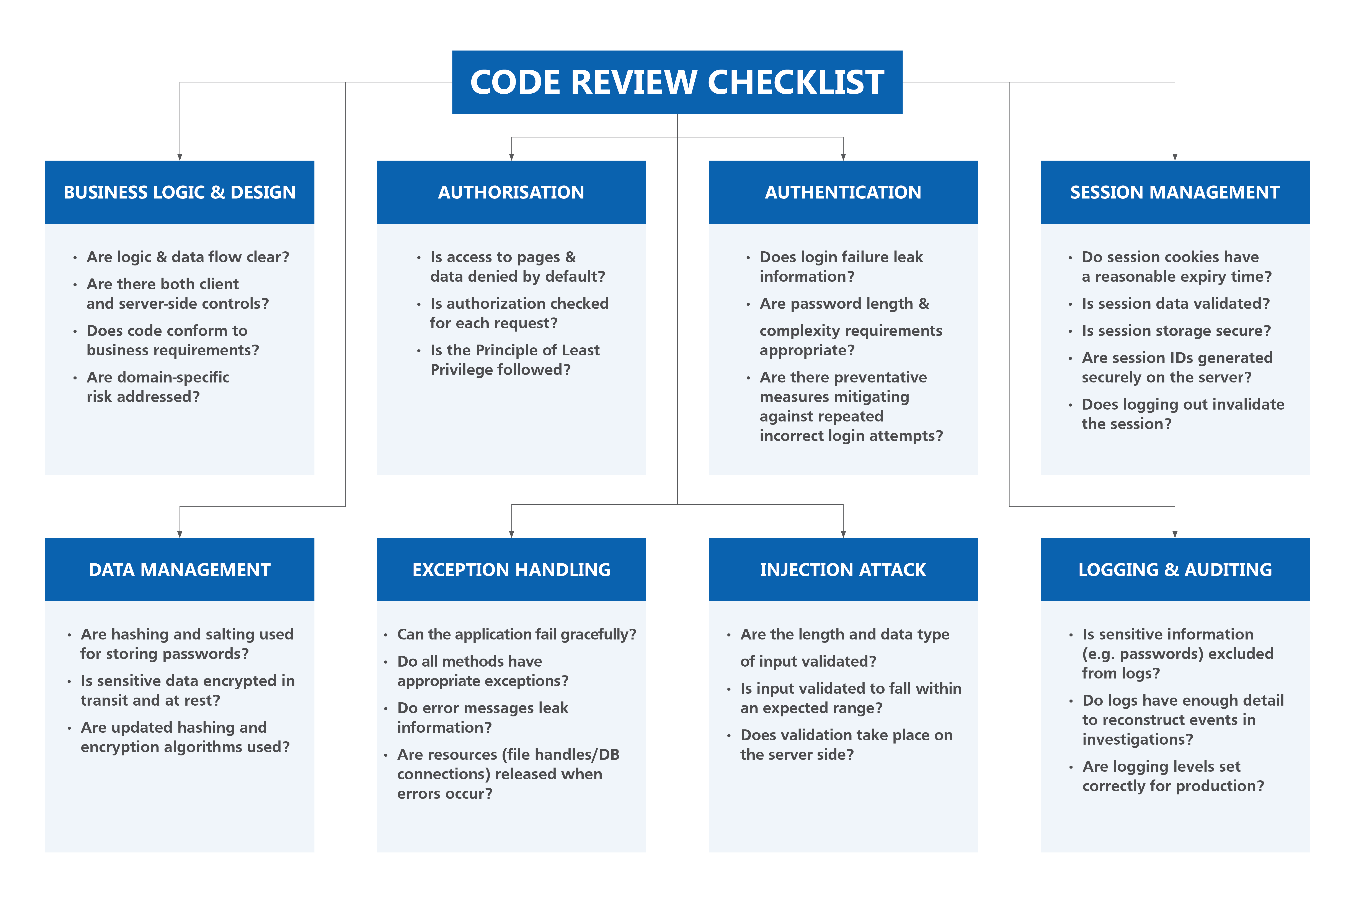 CODE REVIEW CHECKLIST
BUSINESS LOGIC & DESIGN
• Are logic & data flow clear?
• Are there both client
and server-side controls?
• Does code conform to
business requirements?
• Are domain-specific
risk addressed?
AUTHORISATION
• Is access to pages &
data denied by default?
• Is authorization checked
for each request?
• Is the Principle of Least
Privilege followed?
AUTHENTICATION
• Does login failure leak
information?
• Are password length &
complexity requirements
appropriate?
• Are there preventative
measures mitigating
against repeated
incorrect login attempts?
SESSION MANAGEMENT
• Do session cookies have
a reasonable expiry time?
• Is session data validated?
• Is session storage secure?
• Are session IDs generated
securely on the server?
• Does logging out invalidate
the session?
DATA MANAGEMENT
• Are hashing and salting used
for storing passwords?
• Is sensitive data encrypted in
transit and at rest?
• Are updated hashing and
encryption algorithms used?
EXCEPTION HANDLING
• Can the application fail gracefully?
• Do all methods have
appropriate exceptions?
• Do error messages leak
information?
• Are resources (file handles/DB
connections) released when
errors occur?
INJECTION ATTACK
• Are the length and data type
of input validated?
• Is input validated to fall within
an expected range?
• Does validation take place on
the server side?
LOGGING & AUDITING
• Is sensitive information
(e.g. passwords) excluded
from logs?
• Do logs have enough detail
to reconstruct events in
investigations?
• Are logging levels set
correctly for production?